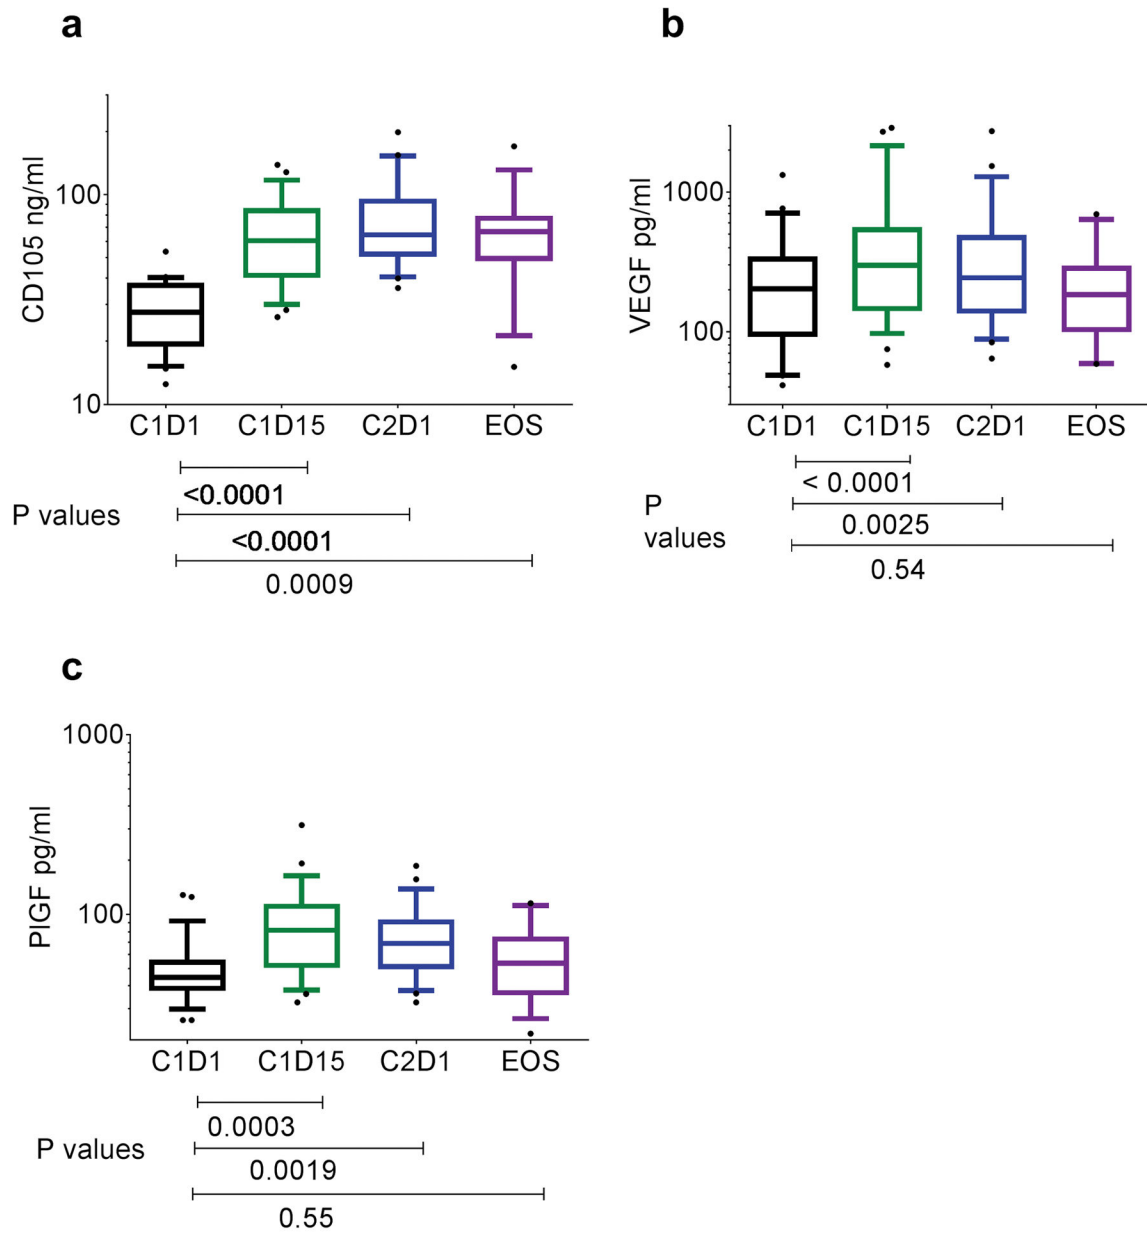 a
CD105 ng/ml
100
10
C1D1 C1D15 C2D1 EOS
P values
<0.0001
<0.0001
0.0009
b
VEGF pg/ml
1000
100
C1D1 C1D15 C2D1 EOS
P
values
< 0.0001
0.0025
0.54
c
PlGF pg/ml
1000
100
C1D1 C1D15 C2D1 EOS
P values
0.0003
0.0019
0.55